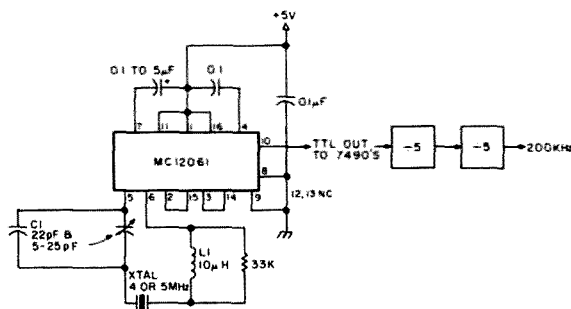 +5V
0.1 TO 5µF
+
0.1
0.1µF
7
11
1
16
4
MC12061
10
TTL OUT
TO 7490'S
÷5
÷5
200KHz
8
12, 13 NC
5
6
2
15
3
14
9
C1
22pF &
5-25pF
L1
10µH
33K
XTAL
4 OR 5MHz